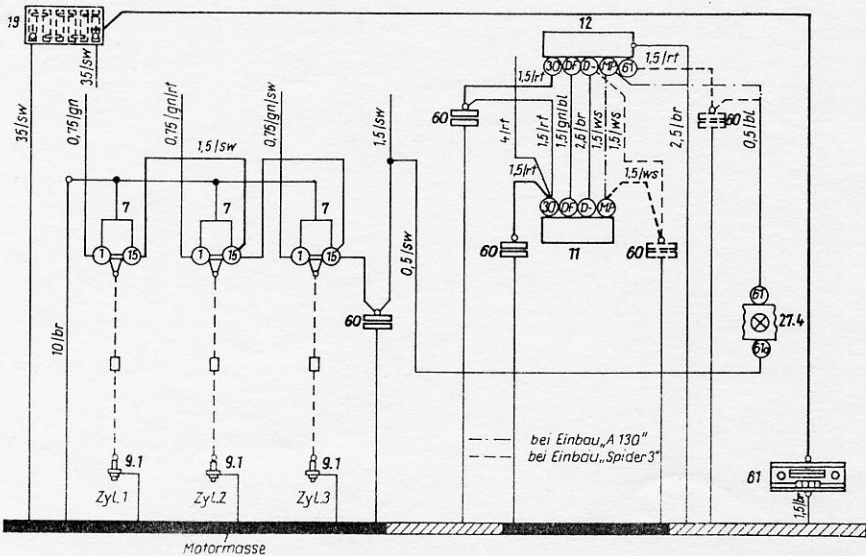 19
12
30 DF D- MP 61
1,5/rt
1,5/rt
60
60
35/sw
35/sw
0,75/gn
0,75/gn/rt
0,75/gn/sw
1,5/sw
1,5/sw
4/rt
1,5/rt
1,5/gn/bl
2,5/br
1,5/ws
1,5/ws
2,5/br
0,5/bl
1,5/rt
1,5/ws
7
7
7
1 15
1 15
1 15
30 DF D- MP
11
60
60
0,5/sw
60
10/br
61
27.4
61a
bei Einbau „A 130"
bei Einbau „Spider 3"
9.1
9.1
9.1
Zyl.1
Zyl.2
Zyl.3
61
1,5/br
Motormasse